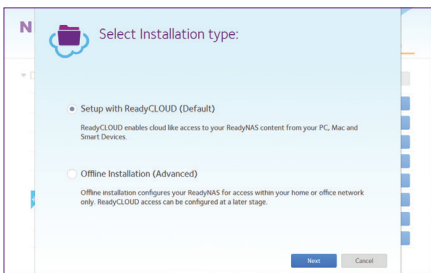 N
Select Installation type:
Setup with ReadyCLOUD (Default)
ReadyCLOUD enables cloud like access to your ReadyNAS content from your PC, Mac and
Smart Devices.
Offline Installation (Advanced)
Offline installation configures your ReadyNAS for access within your home or office network
only. ReadyCLOUD access can be configured at a later stage.
Next
Cancel